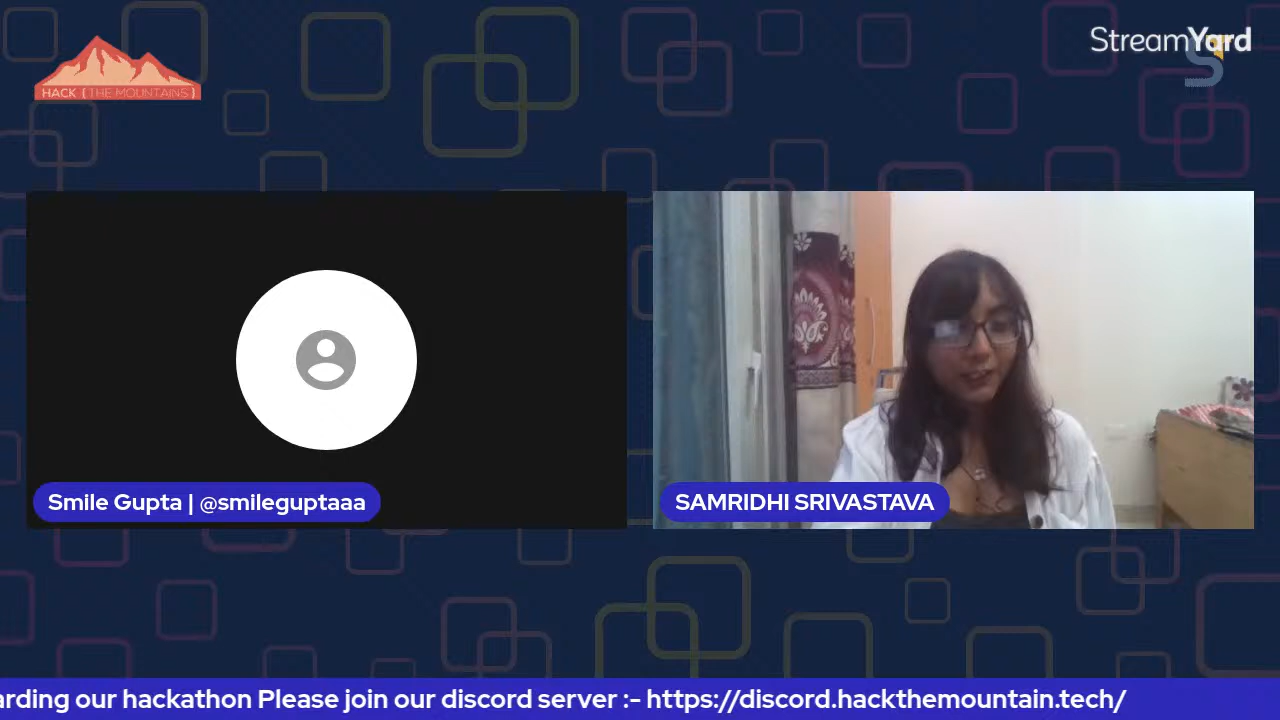 HACK {THE MOUNTAINS}
StreamYard
Smile Gupta | @smileguptaaa
SAMRIDHI SRIVASTAVA
arding our hackathon Please join our discord server :- https://discord.hackthemountain.tech/